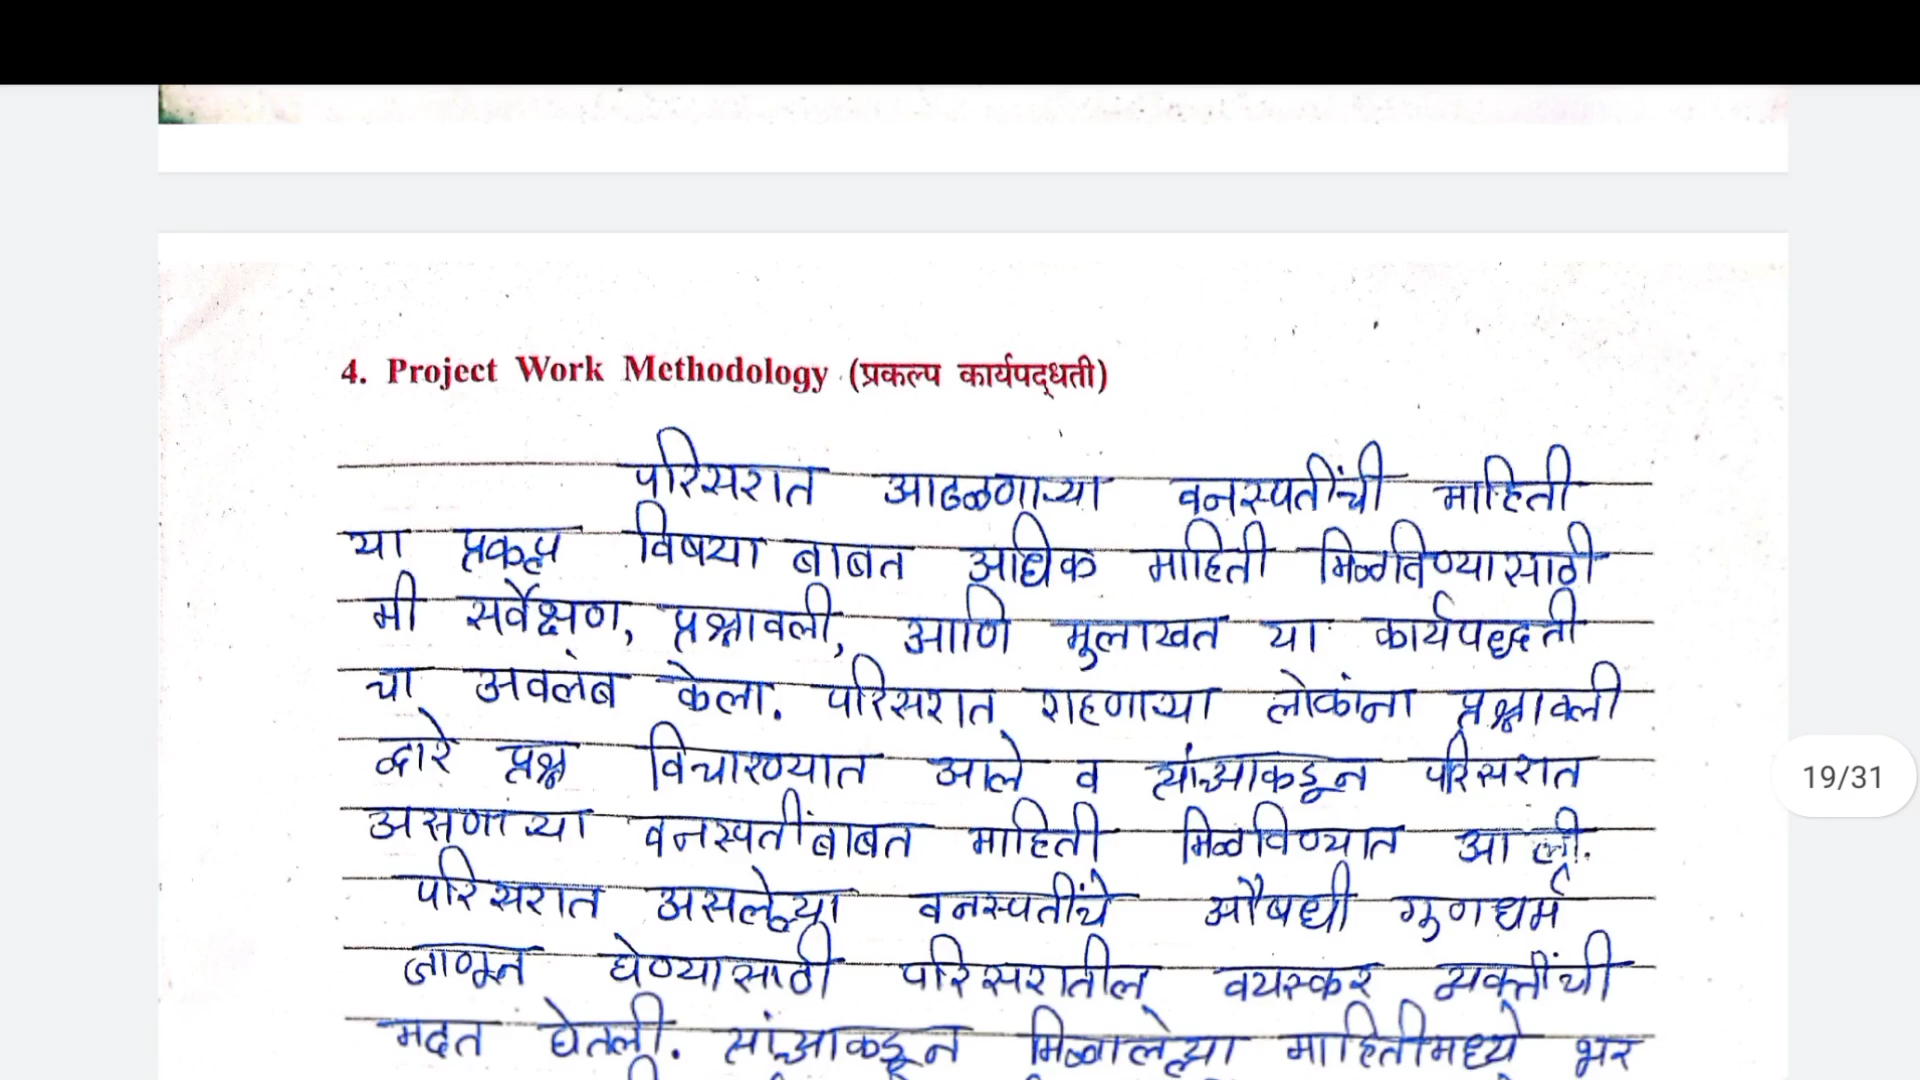 4. Project Work Methodology (प्रकल्प कार्यपद्धती)
परिसरात आढळणाऱ्या वनस्पतींची माहिती
या प्रकल्प विषया बाबत अधिक माहिती मिळविण्यासाठी
मी सर्वेक्षण, प्रश्नावली, आणि मुलाखत या कार्यपद्धती
चा अवलंब केला. परिसरात राहणाऱ्या लोकांना प्रश्नावली
द्वारे प्रश्न विचारण्यात आले व त्यांच्याकडून परिसरात
असणाऱ्या वनस्पतींबाबत माहिती मिळविण्यात आली.
परिसरात असलेल्या वनस्पतींचे औषधी गुणधर्म
जाणून घेण्यासाठी परिसरातील वयस्कर व्यक्तींची
मदत घेतली. त्यांच्याकडून मिळालेल्या माहितीमध्ये भर
19/31